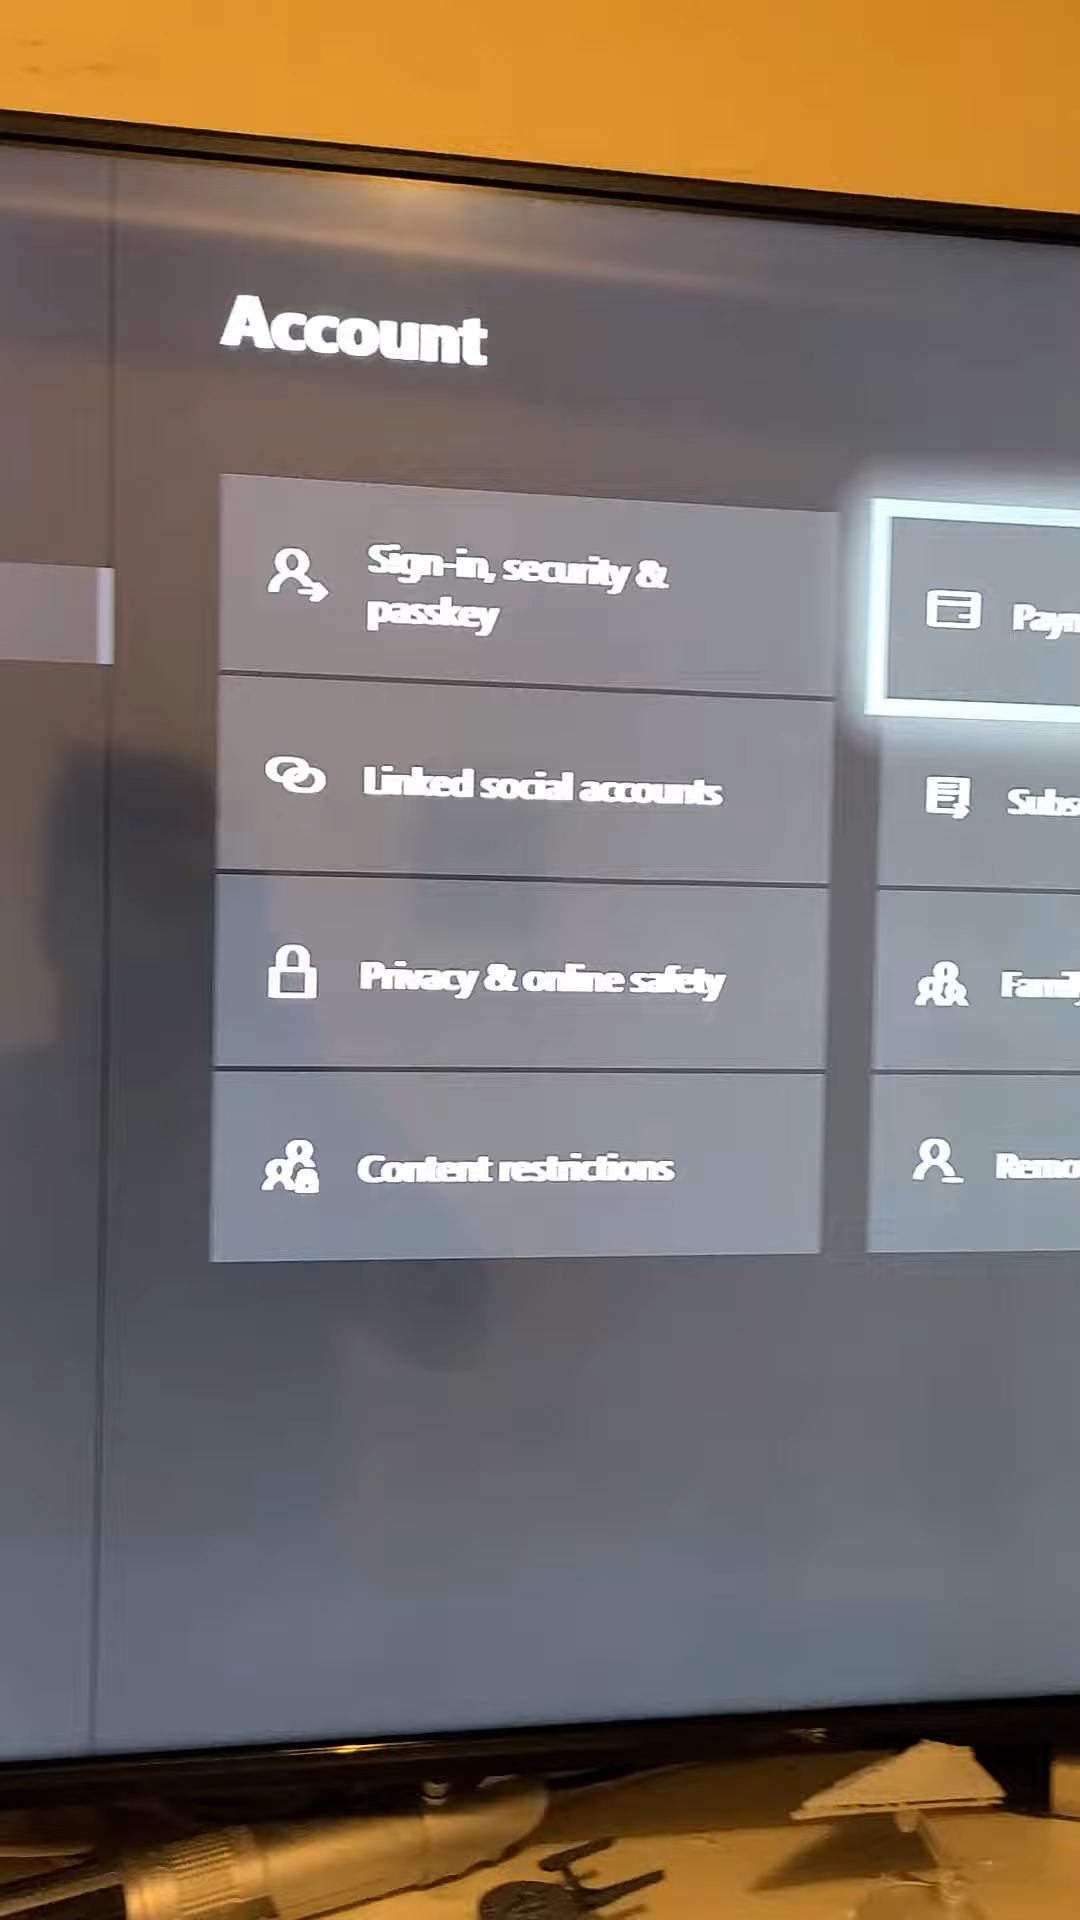 Account
Sign-in, security &
passkey
Linked social accounts
Privacy & online safety
Content restrictions